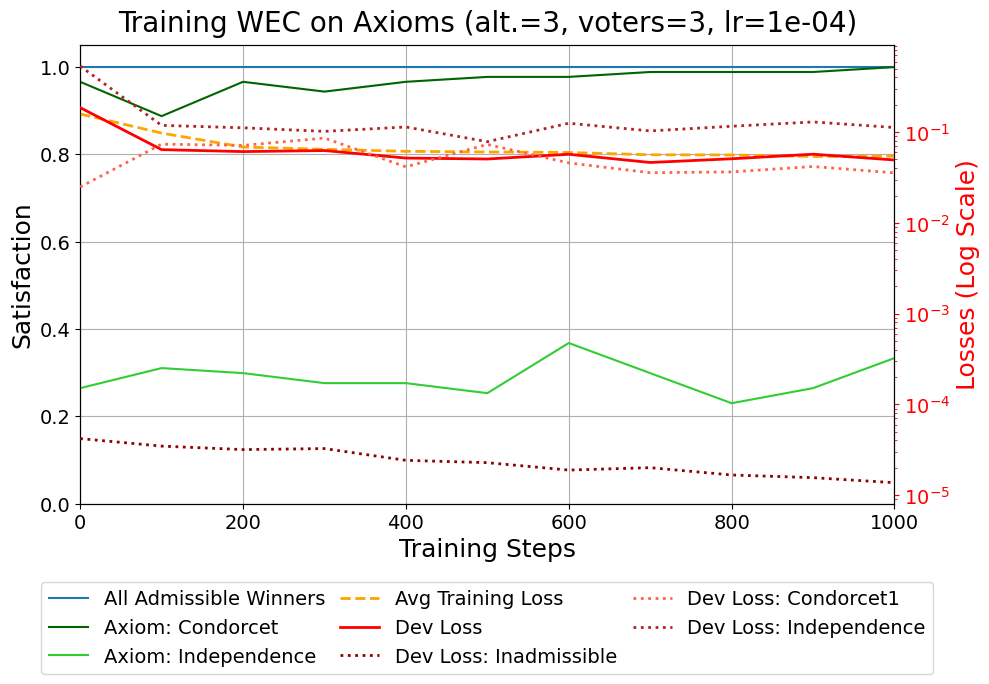 Training WEC on Axioms (alt.=3, voters=3, lr=1e-04)
Satisfaction
1.0
0.8
0.6
0.4
0.2
0.0
0 200 400 600 800 1000
Training Steps
10⁻¹
10⁻²
10⁻³
10⁻⁴
10⁻⁵
Losses (Log Scale)
All Admissible Winners
Axiom: Condorcet
Axiom: Independence
Avg Training Loss
Dev Loss
Dev Loss: Inadmissible
Dev Loss: Condorcet1
Dev Loss: Independence